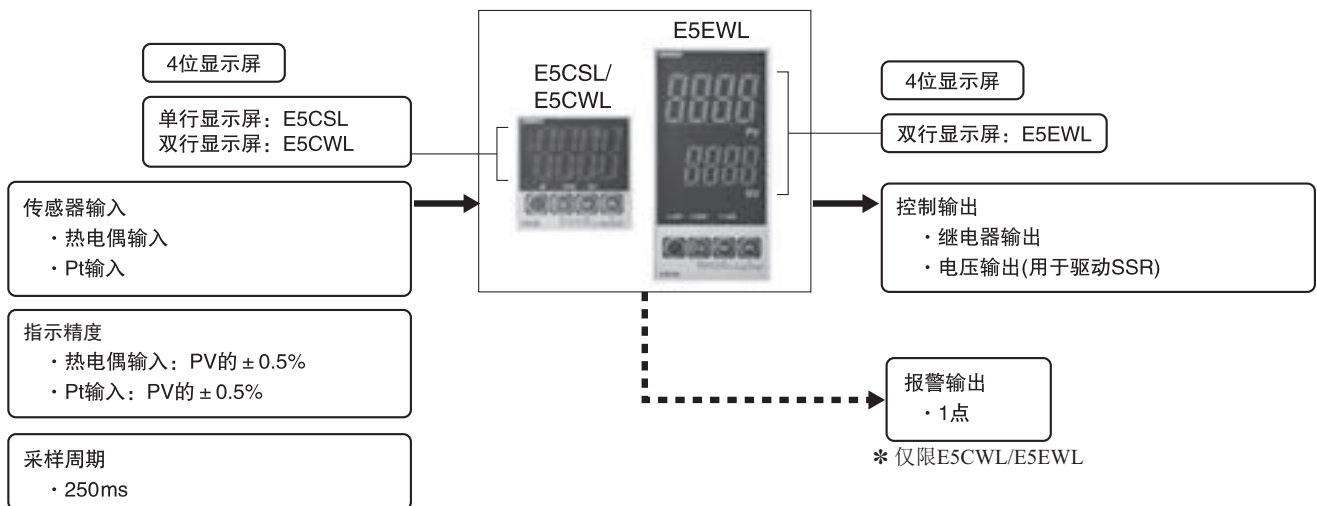 4位显示屏
单行显示屏：E5CSL
双行显示屏：E5CWL
传感器输入
・热电偶输入
・Pt输入
指示精度
・热电偶输入：PV的±0.5%
・Pt输入：PV的±0.5%
采样周期
・250ms
E5CSL/
E5CWL
E5EWL
PV
4位显示屏
双行显示屏：E5EWL
控制输出
・继电器输出
・电压输出(用于驱动SSR)
报警输出
・1点
＊仅限E5CWL/E5EWL